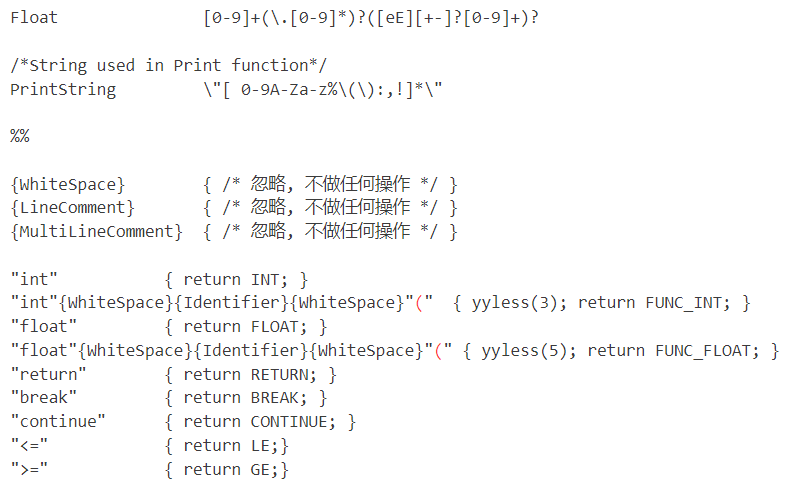 Float               [0-9]+(\.[0-9]*)?([eE][+-]?[0-9]+)?
/*String used in Print function*/
PrintString         \"[ 0-9A-Za-z%\(\):,!]*\"
%%
{WhiteSpace}        { /* 忽略, 不做任何操作 */ }
{LineComment}       { /* 忽略, 不做任何操作 */ }
{MultiLineComment}  { /* 忽略, 不做任何操作 */ }
"int"           { return INT; }
"int"{WhiteSpace}{Identifier}{WhiteSpace}"("  { yyless(3); return FUNC_INT; }
"float"         { return FLOAT; }
"float"{WhiteSpace}{Identifier}{WhiteSpace}"(" { yyless(5); return FUNC_FLOAT; }
"return"        { return RETURN; }
"break"         { return BREAK; }
"continue"      { return CONTINUE; }
"<="            { return LE;}
">="            { return GE;}